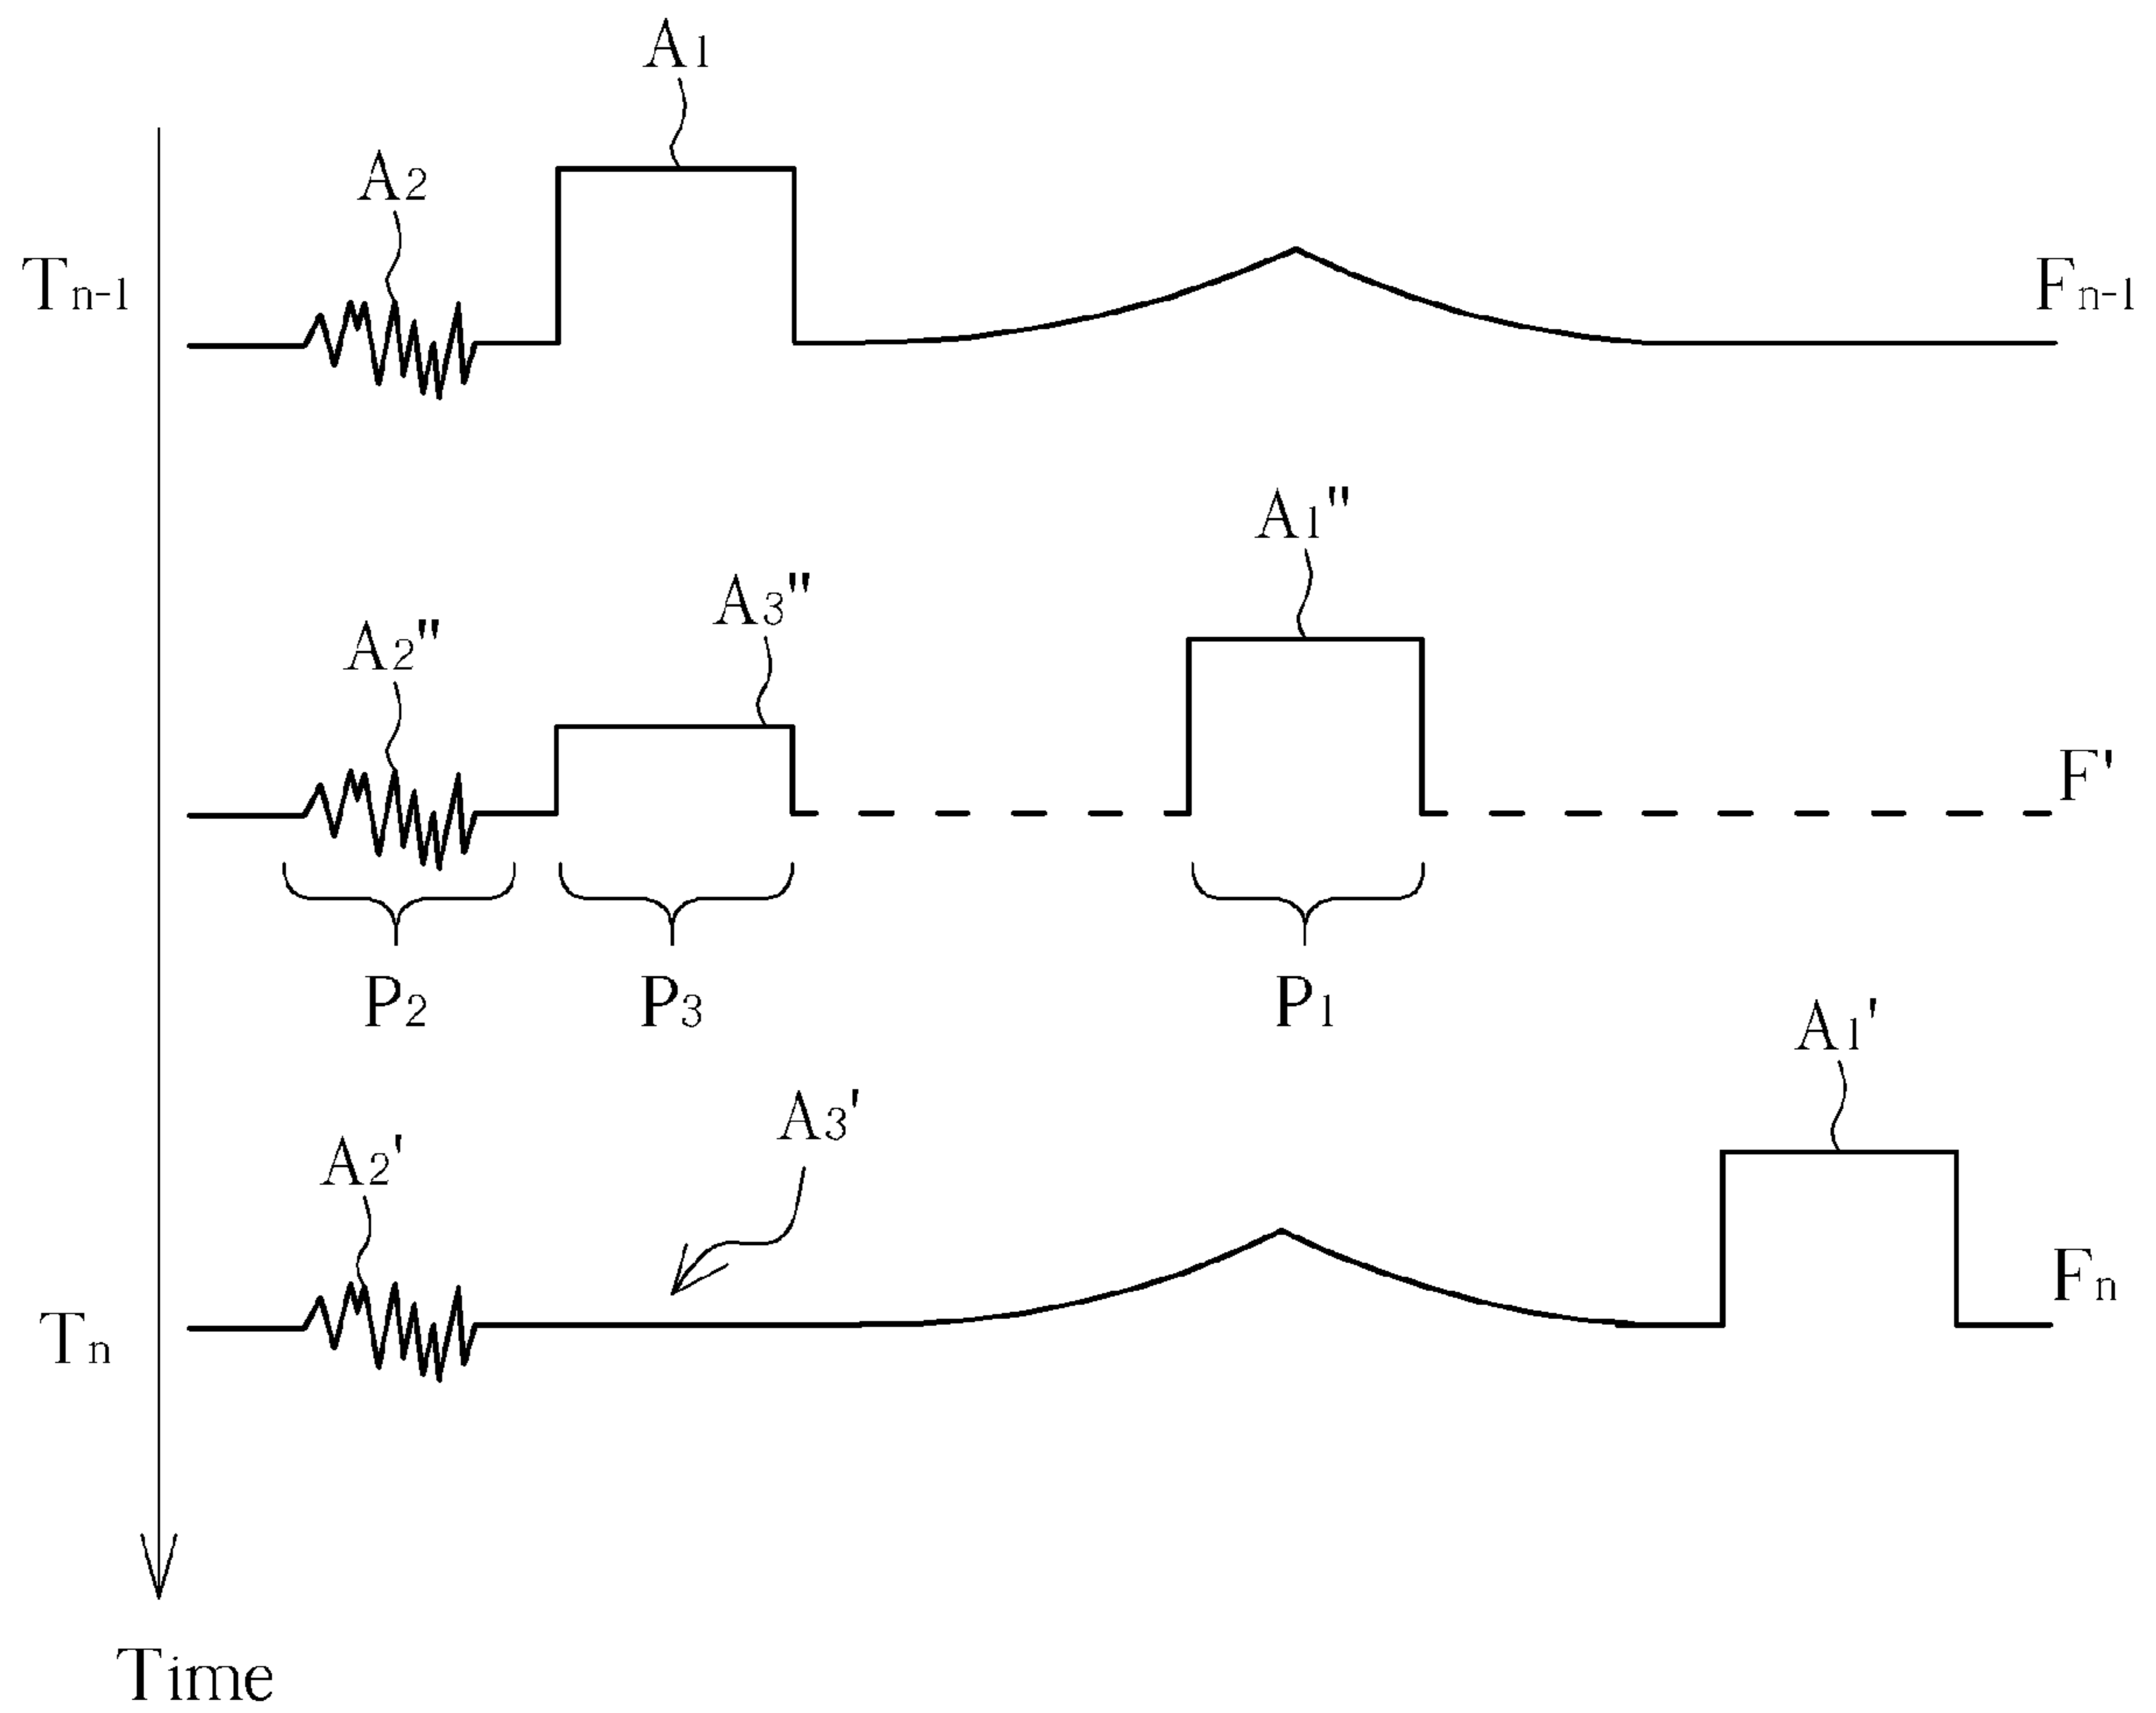 A1
A2
Tn-1
Fn-1
A1"
A3"
A2"
F'
P2 P3 P1
A1'
A3'
A2'
Fn
Tn
Time